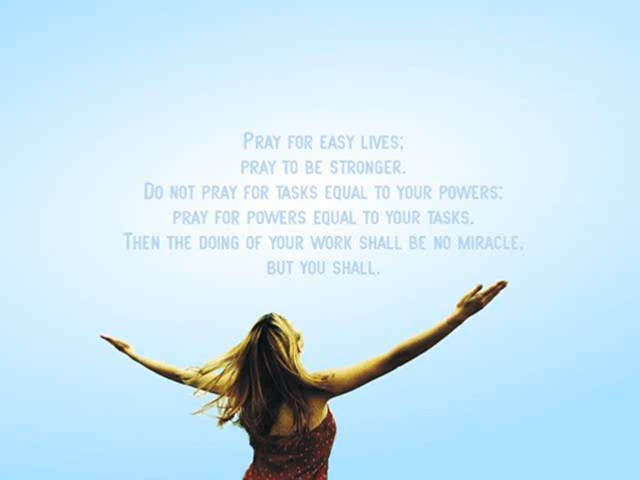 Pray for easy lives;
pray to be stronger.
Do not pray for tasks equal to your powers;
pray for powers equal to your tasks.
Then the doing of your work shall be no miracle,
but you shall.